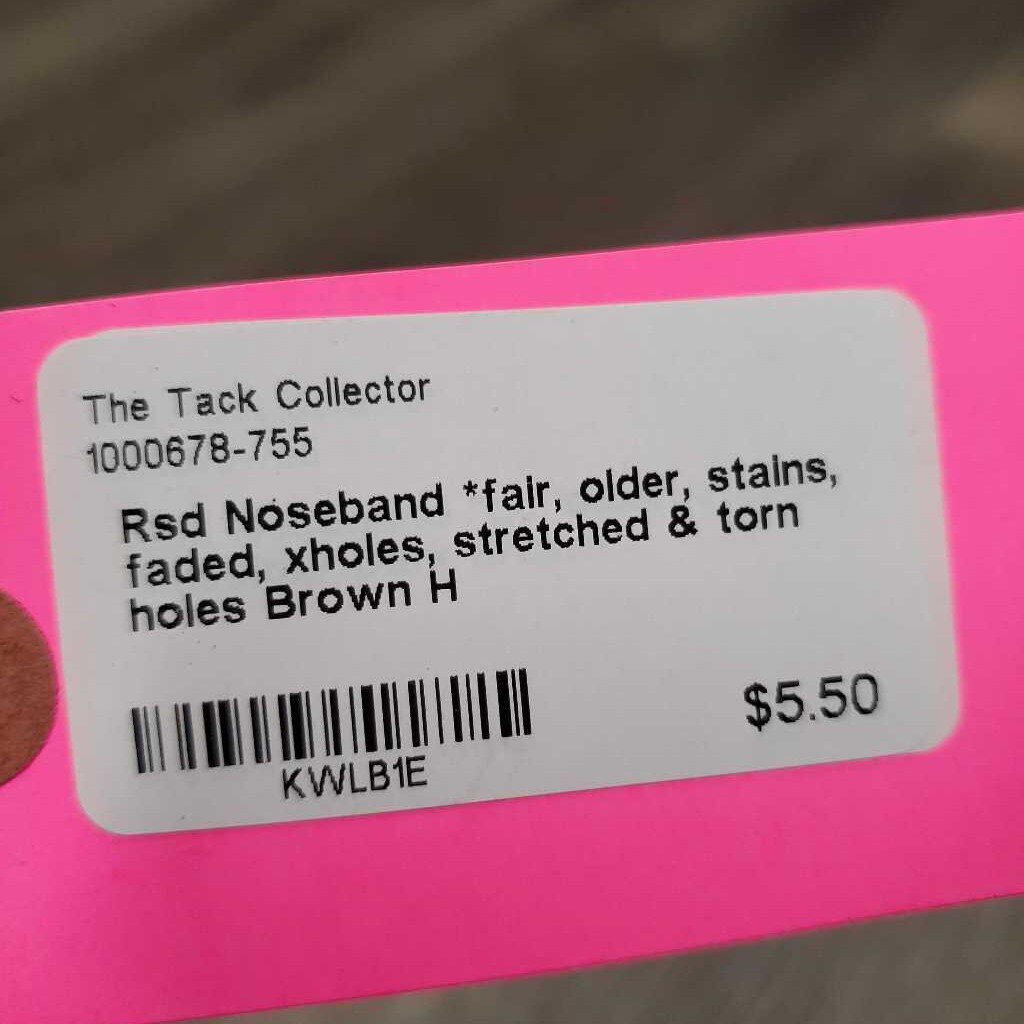 The Tack Collector
1000678-755
Rsd Noseband *fair, older, stains,
faded, xholes, stretched & torn
holes Brown H
$5.50
KWLB1E